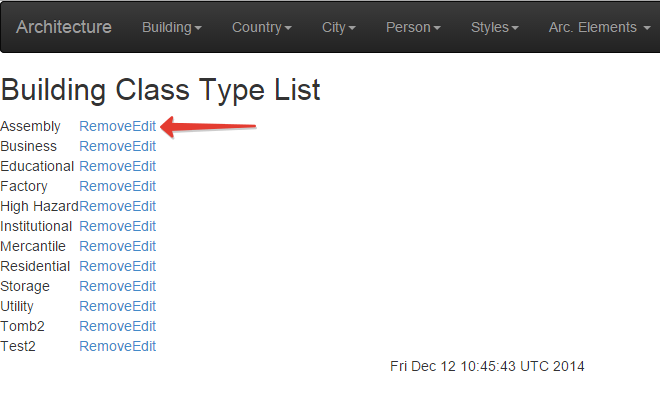 Architecture Building Country City Person Styles Arc. Elements
Building Class Type List
Assembly RemoveEdit
Business RemoveEdit
Educational RemoveEdit
Factory RemoveEdit
High Hazard RemoveEdit
Institutional RemoveEdit
Mercantile RemoveEdit
Residential RemoveEdit
Storage RemoveEdit
Utility RemoveEdit
Tomb2 RemoveEdit
Test2 RemoveEdit
Fri Dec 12 10:45:43 UTC 2014